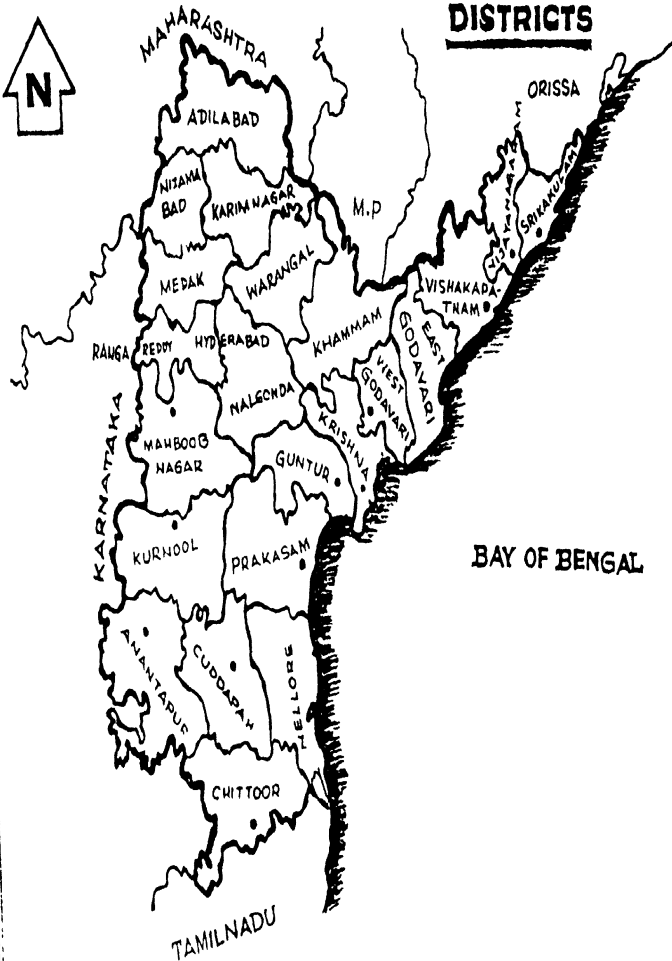 DISTRICTS
MAHARASHTRA
N
ORISSA
ADILABAD
NIZAMA
BAD
KARIMNAGAR
M.P
VIJAYANAGARAM
SRIKAKULAM
MEDAK
WARANGAL
VISHAKAPA-
TNAM
RANGA REDDY
HYDERABAD
KHAMMAM
EAST
GODAVARI
WEST
GODAVARI
NALGONDA
KRISHNA
KARNATAKA
MAHBOOB
NAGAR
GUNTUR
KURNOOL
PRAKASAM
BAY OF BENGAL
ANANTAPUR
CUDDAPAH
NELLORE
CHITTOOR
TAMILNADU